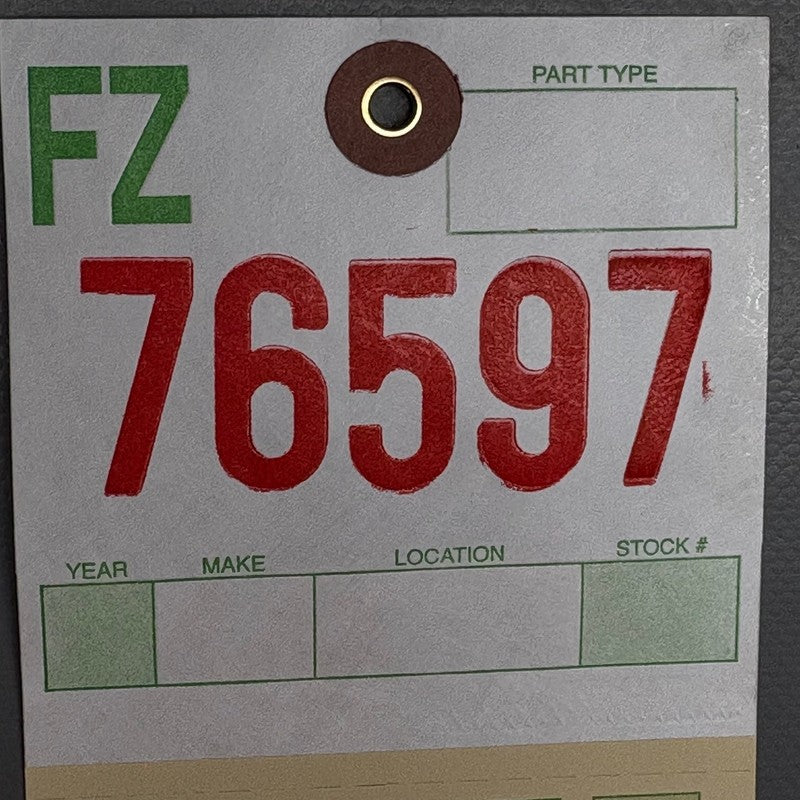 FZ
PART TYPE
76597
YEAR MAKE LOCATION STOCK #